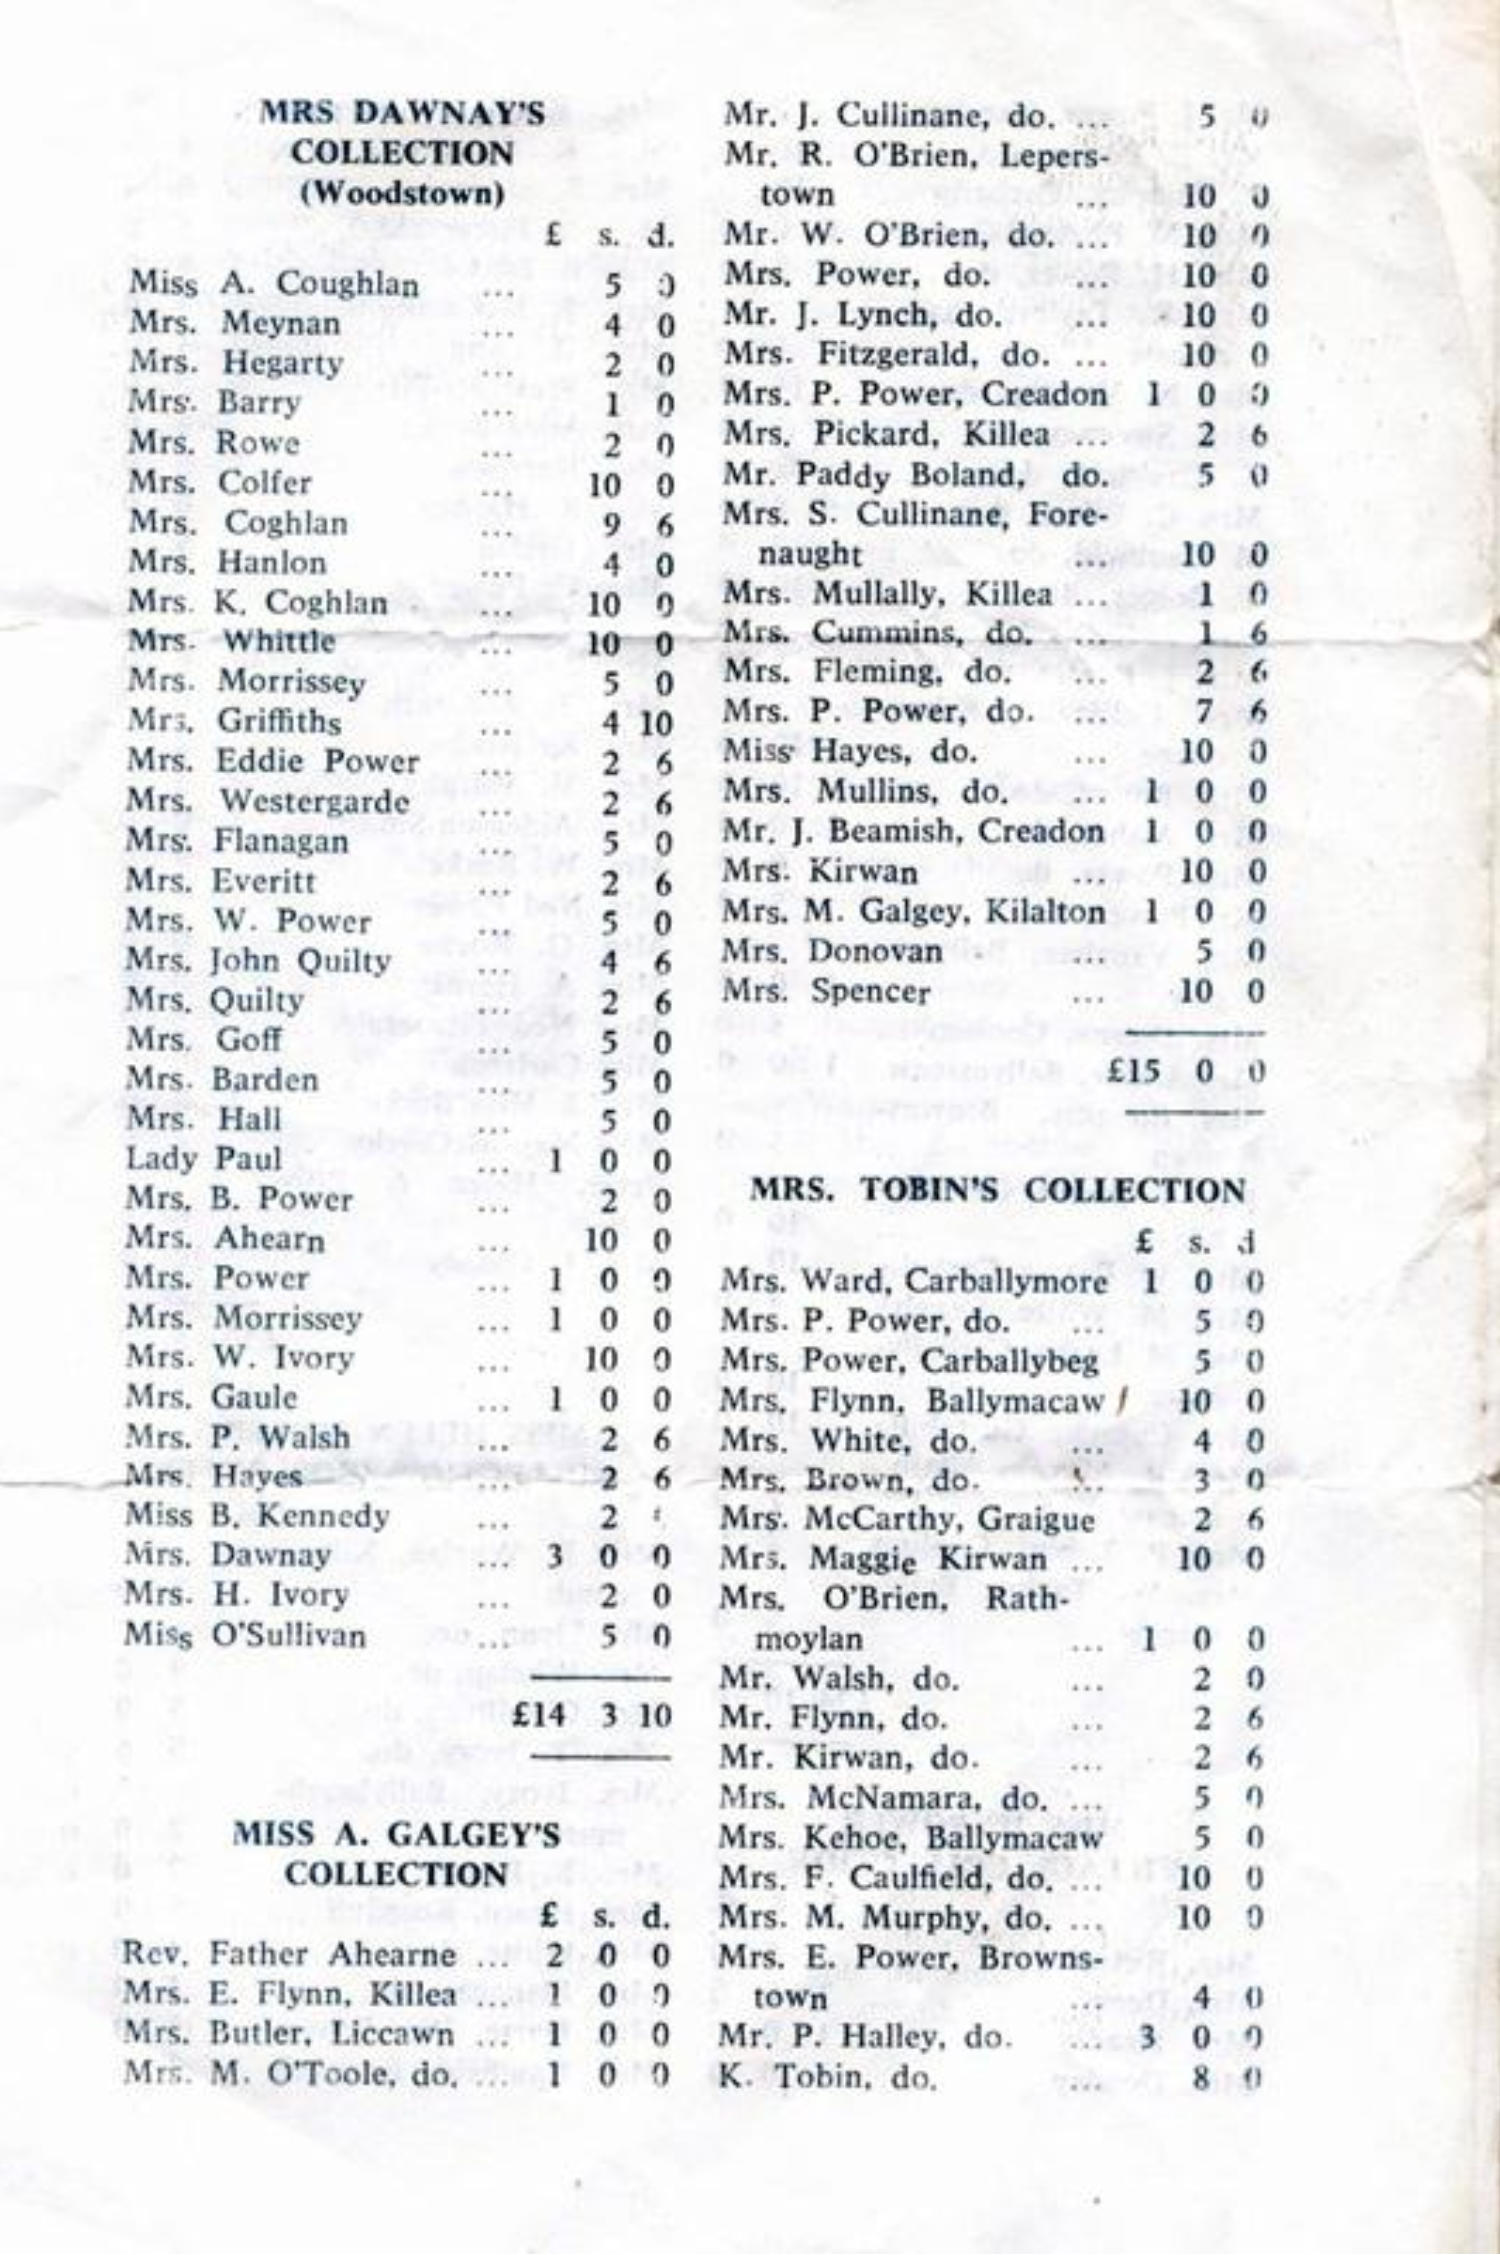 MRS DAWNAY'S
COLLECTION
(Woodstown)
£ s. d.
Miss A. Coughlan ... 5 0
Mrs. Meynan ... 4 0
Mrs. Hegarty ... 2 0
Mrs. Barry ... 1 0
Mrs. Rowe ... 2 0
Mrs. Colfer ... 10 0
Mrs. Coghlan ... 9 6
Mrs. Hanlon ... 4 0
Mrs. K. Coghlan ... 10 0
Mrs. Whittle ... 10 0
Mrs. Morrissey ... 5 0
Mrs. Griffiths 4 10
Mrs. Eddie Power ... 2 6
Mrs. Westergarde ... 2 6
Mrs. Flanagan ... 5 0
Mrs. Everitt ... 2 6
Mrs. W. Power ... 5 0
Mrs. John Quilty ... 4 6
Mrs. Quilty ... 2 6
Mrs. Goff ... 5 0
Mrs. Barden ... 5 0
Mrs. Hall ... 5 0
Lady Paul ... 1 0 0
Mrs. B. Power ... 2 0
Mrs. Ahearn ... 10 0
Mrs. Power ... 1 0 0
Mrs. Morrissey ... 1 0 0
Mrs. W. Ivory ... 10 0
Mrs. Gaule ... 1 0 0
Mrs. P. Walsh ... 2 6
Mrs. Hayes ... 2 6
Miss B. Kennedy ... 2
Mrs. Dawnay ... 3 0 0
Mrs. H. Ivory ... 2 0
Miss O'Sullivan ... 5 0
£14 3 10
MISS A. GALGEY'S
COLLECTION
£ s. d.
Rev. Father Ahearne ... 2 0 0
Mrs. E. Flynn, Killea ... 1 0 0
Mrs. Butler, Liccawn ... 1 0 0
Mrs. M. O'Toole, do. ... 1 0 0
Mr. J. Cullinane, do. ... 5 0
Mr. R. O'Brien, Lepers-
town ... 10 0
Mr. W. O'Brien, do. ... 10 0
Mrs. Power, do. ... 10 0
Mr. J. Lynch, do. ... 10 0
Mrs. Fitzgerald, do. ... 10 0
Mrs. P. Power, Creadon 1 0 0
Mrs. Pickard, Killea ... 2 6
Mr. Paddy Boland, do. 5 0
Mrs. S. Cullinane, Fore-
naught ... 10 0
Mrs. Mullally, Killea ... 1 0
Mrs. Cummins, do. ... 1 6
Mrs. Fleming, do. ... 2 6
Mrs. P. Power, do. ... 7 6
Miss Hayes, do. ... 10 0
Mrs. Mullins, do. ... 1 0 0
Mr. J. Beamish, Creadon 1 0 0
Mrs. Kirwan ... 10 0
Mrs. M. Galgey, Kilalton 1 0 0
Mrs. Donovan ... 5 0
Mrs. Spencer ... 10 0
£15 0 0
MRS. TOBIN'S COLLECTION
£ s. d
Mrs. Ward, Carballymore 1 0 0
Mrs. P. Power, do. ... 5 0
Mrs. Power, Carballybeg 5 0
Mrs. Flynn, Ballymacaw / 10 0
Mrs. White, do. ... 4 0
Mrs. Brown, do. ... 3 0
Mrs. McCarthy, Graigue 2 6
Mrs. Maggie Kirwan ... 10 0
Mrs. O'Brien, Rath-
moylan ... 1 0 0
Mr. Walsh, do. ... 2 0
Mr. Flynn, do. ... 2 6
Mr. Kirwan, do. ... 2 6
Mrs. McNamara, do. ... 5 0
Mrs. Kehoe, Ballymacaw 5 0
Mrs. F. Caulfield, do. ... 10 0
Mrs. M. Murphy, do. ... 10 0
Mrs. E. Power, Browns-
town ... 4 0
Mr. P. Halley, do. ... 3 0 0
K. Tobin, do. ... 8 0